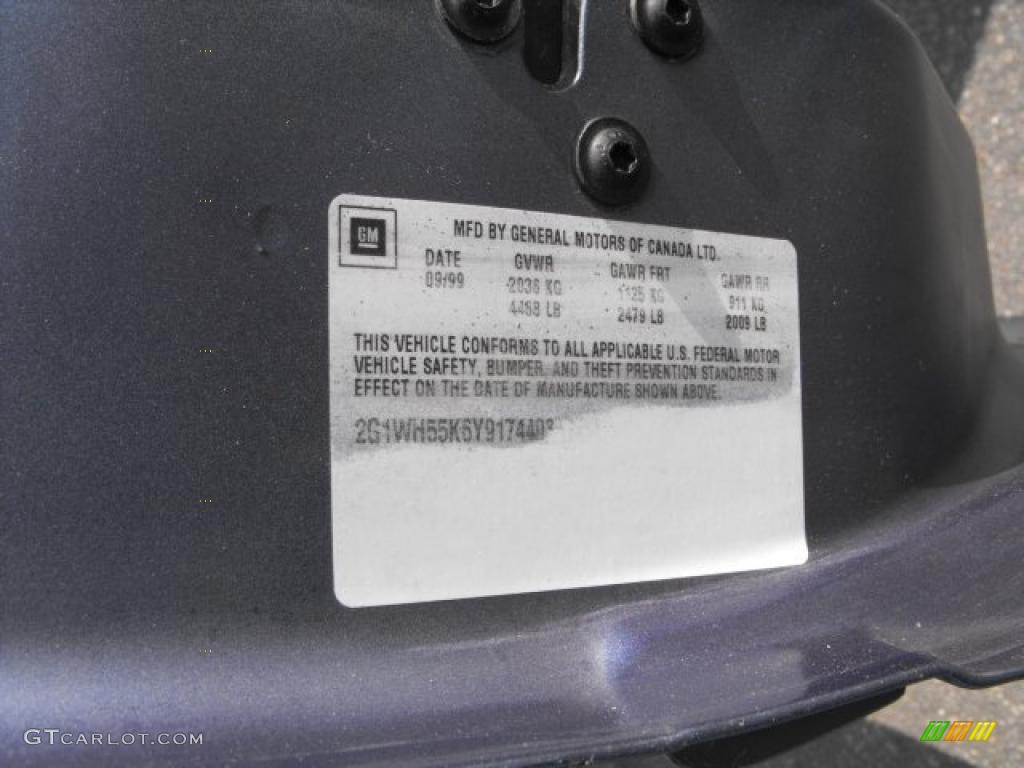 GM
MFD BY GENERAL MOTORS OF CANADA LTD.
DATE GVWR GAWR FRT GAWR RR
09/99 2036 KG 1125 KG 911 KG
4488 LB 2479 LB 2009 LB
THIS VEHICLE CONFORMS TO ALL APPLICABLE U.S. FEDERAL MOTOR
VEHICLE SAFETY, BUMPER, AND THEFT PREVENTION STANDARDS IN
EFFECT ON THE DATE OF MANUFACTURE SHOWN ABOVE.
2G1WH55K6Y9174403
GTCARLOT.COM